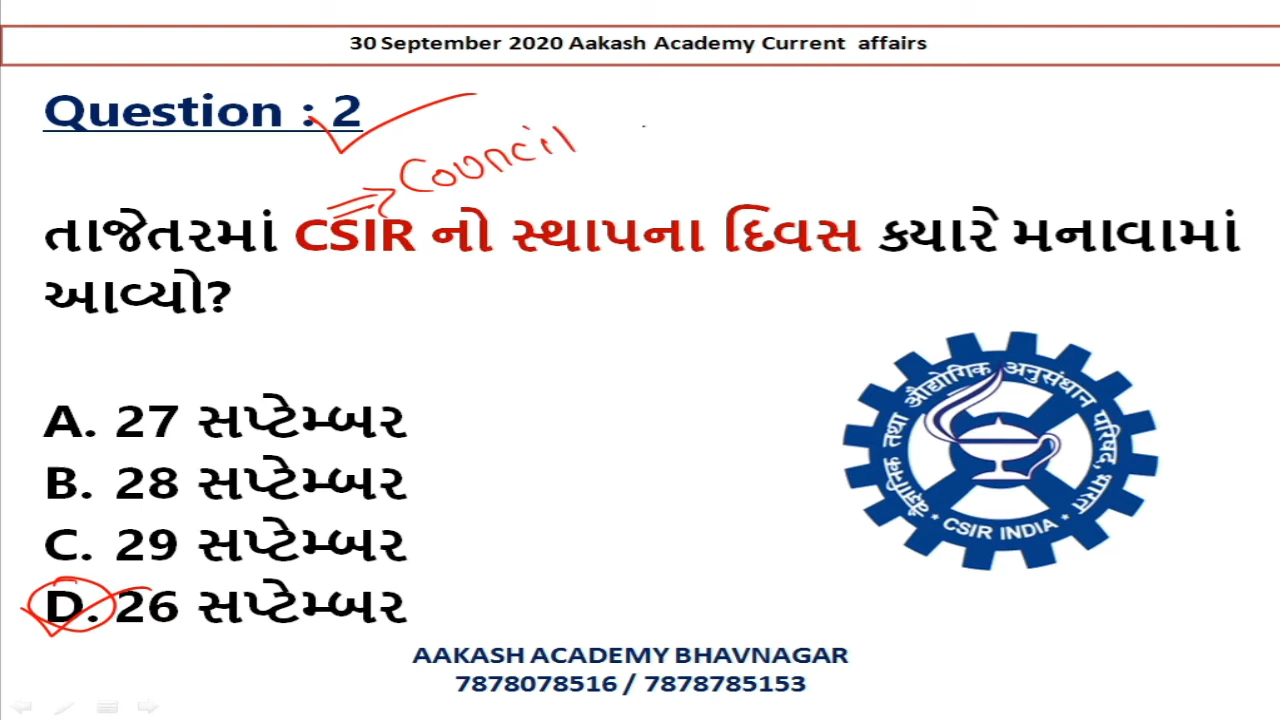 30 September 2020 Aakash Academy Current affairs
Question : 2
Council
તાજેતરમાં CSIR નો સ્થાપના દિવસ ક્યારે મનાવામાં
આવ્યો?
A. 27 સપ્ટેમ્બર
B. 28 સપ્ટેમ્બર
C. 29 સપ્ટેમ્બર
D. 26 સપ્ટેમ્બર
वैज्ञानिक तथा औद्योगिक अनुसंधान परिषद, भारत
CSIR INDIA
AAKASH ACADEMY BHAVNAGAR
7878078516 / 7878785153